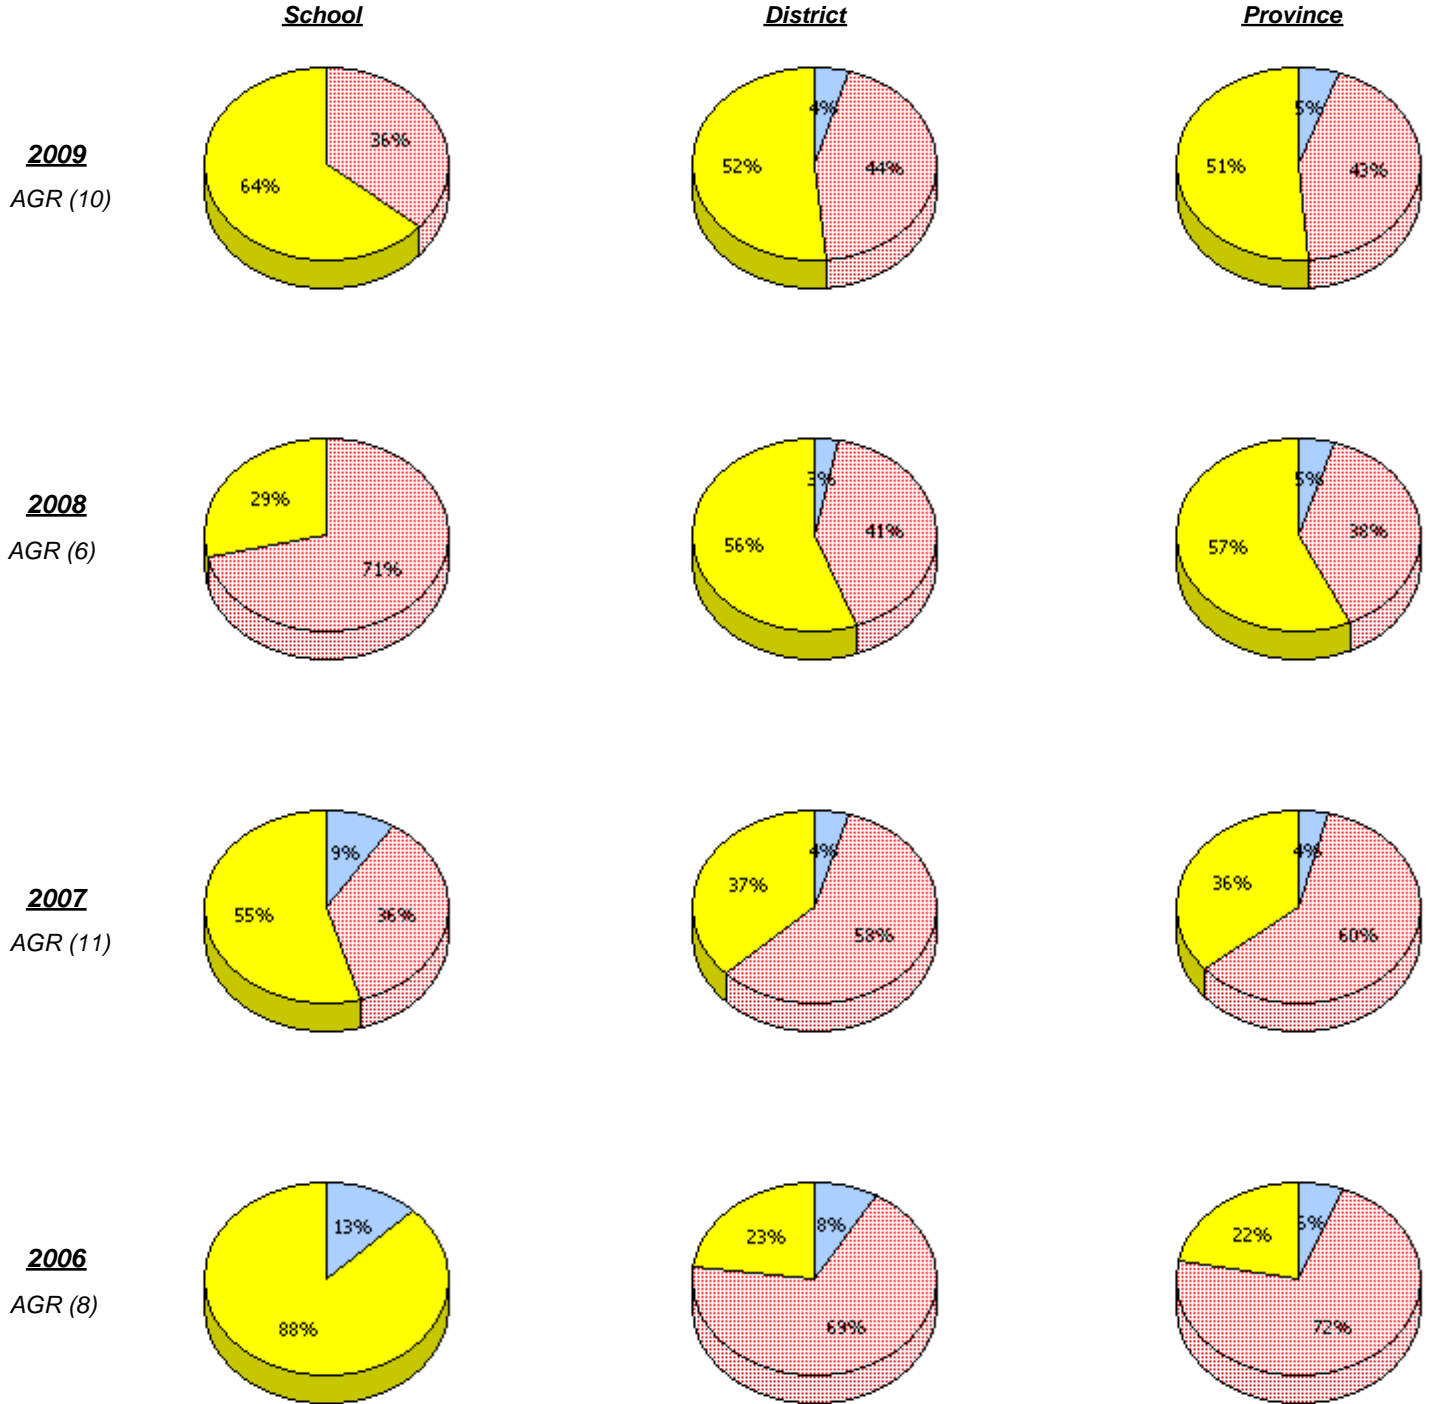 School District Province
4% 5%
36%
2009
52% 44% 51% 43%
64%
AGR (10)
3% 5%
29%
2008
41% 38%
56% 57%
AGR (6)
71%
9% 4% 4%
37% 36%
2007
55% 36%
58% 60%
AGR (11)
13% 8%
23% 22%
2006
AGR (8)
88% 69% 72%